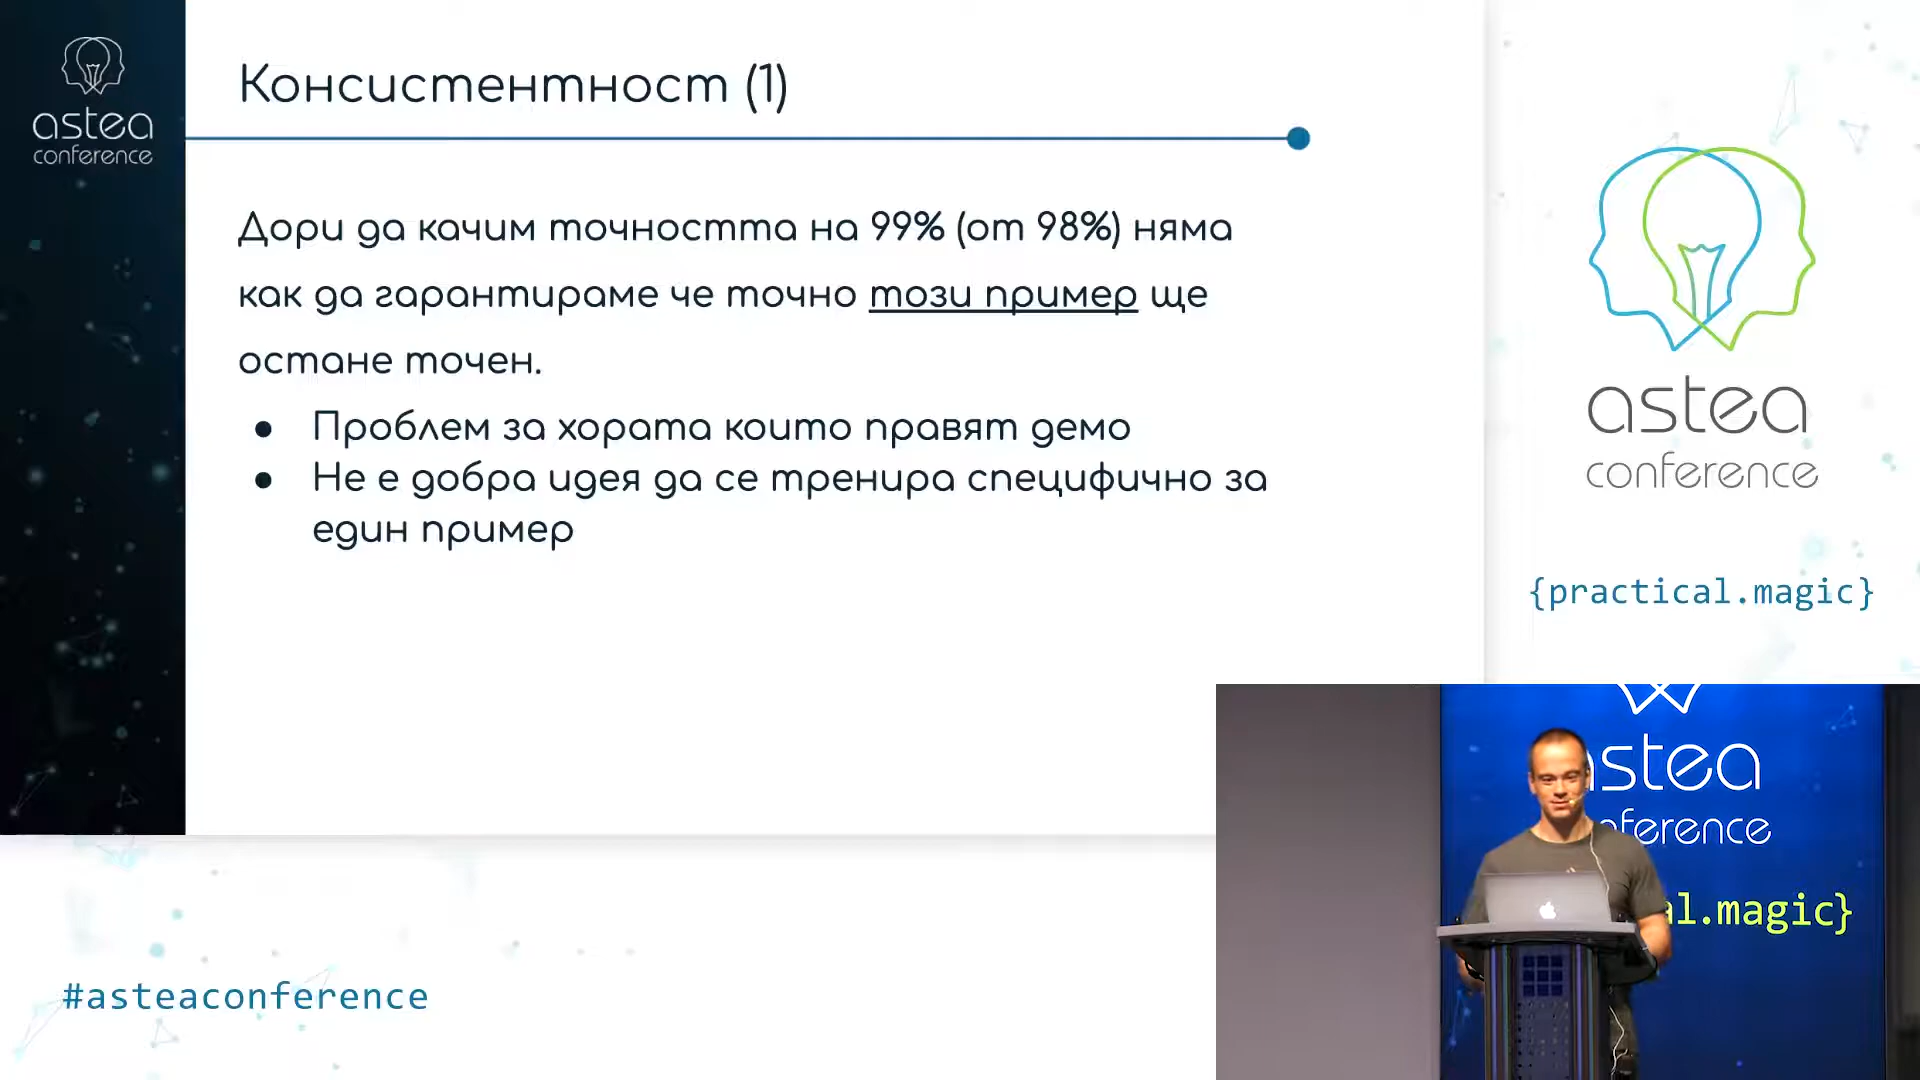 astea
conference
Консистентност (1)
Дори да качим точността на 99% (от 98%) няма
как да гарантираме че точно този пример ще
остане точен.
● Проблем за хората които правят демо
● Не е добра идея да се тренира специфично за
един пример
astea
conference
{practical.magic}
astea
conference
al.magic}
#asteaconference